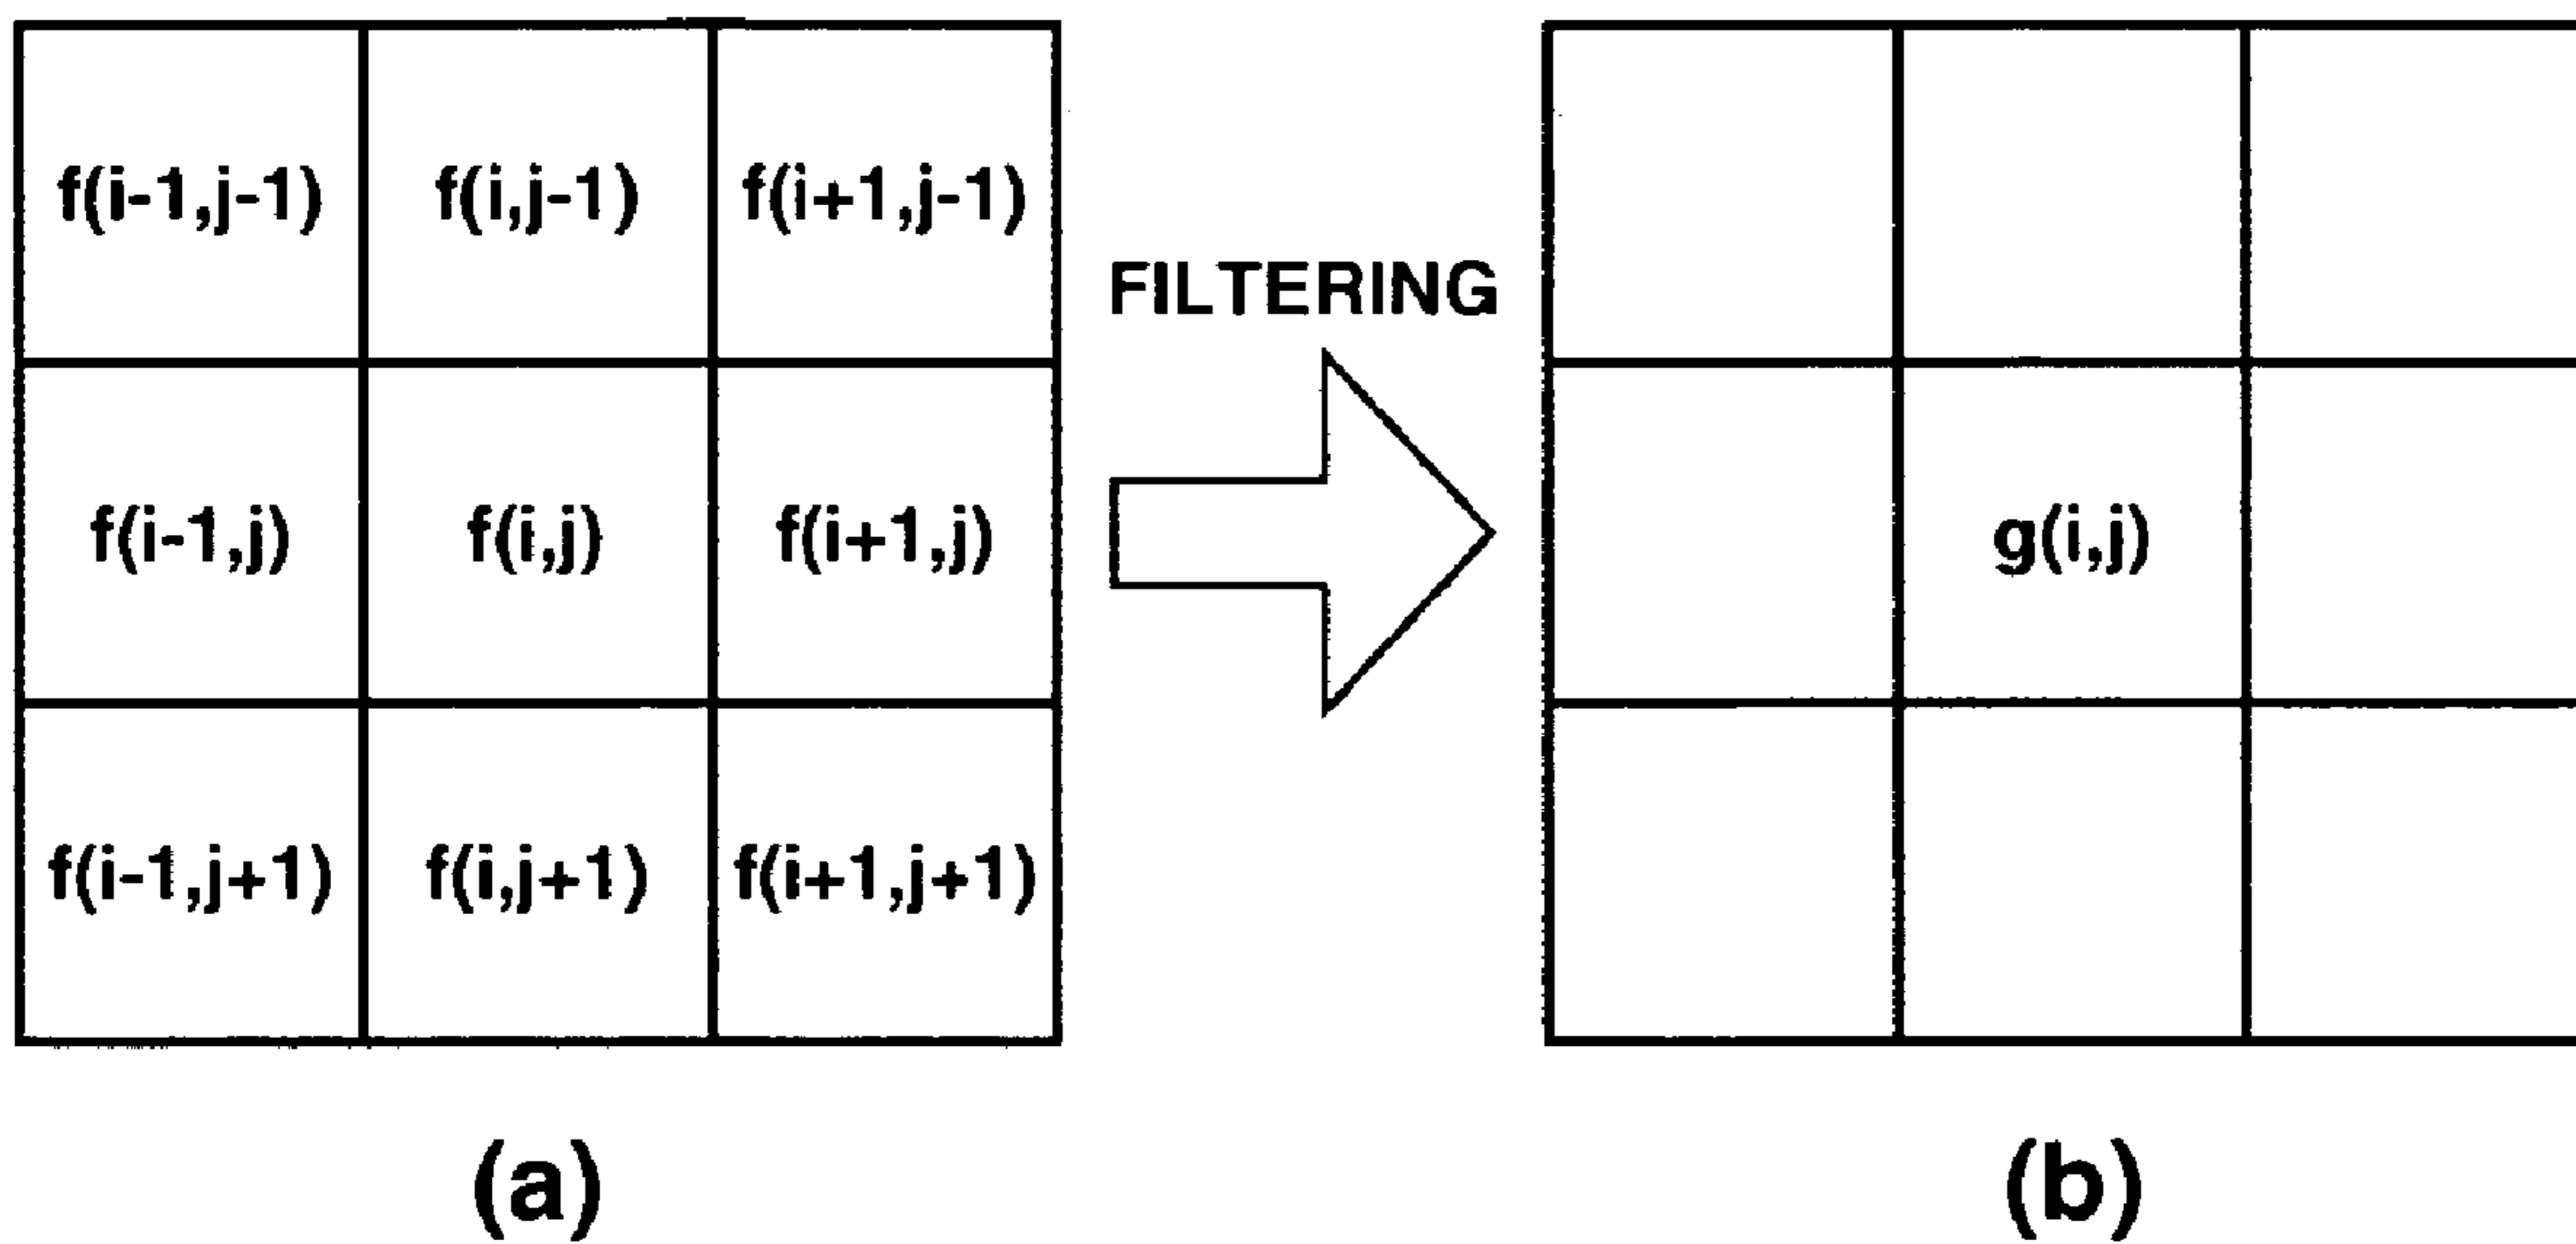 f(i-1,j-1) f(i,j-1) f(i+1,j-1)
FILTERING
f(i-1,j) f(i,j) f(i+1,j) g(i,j)
f(i-1,j+1) f(i,j+1) f(i+1,j+1)
(a) (b)